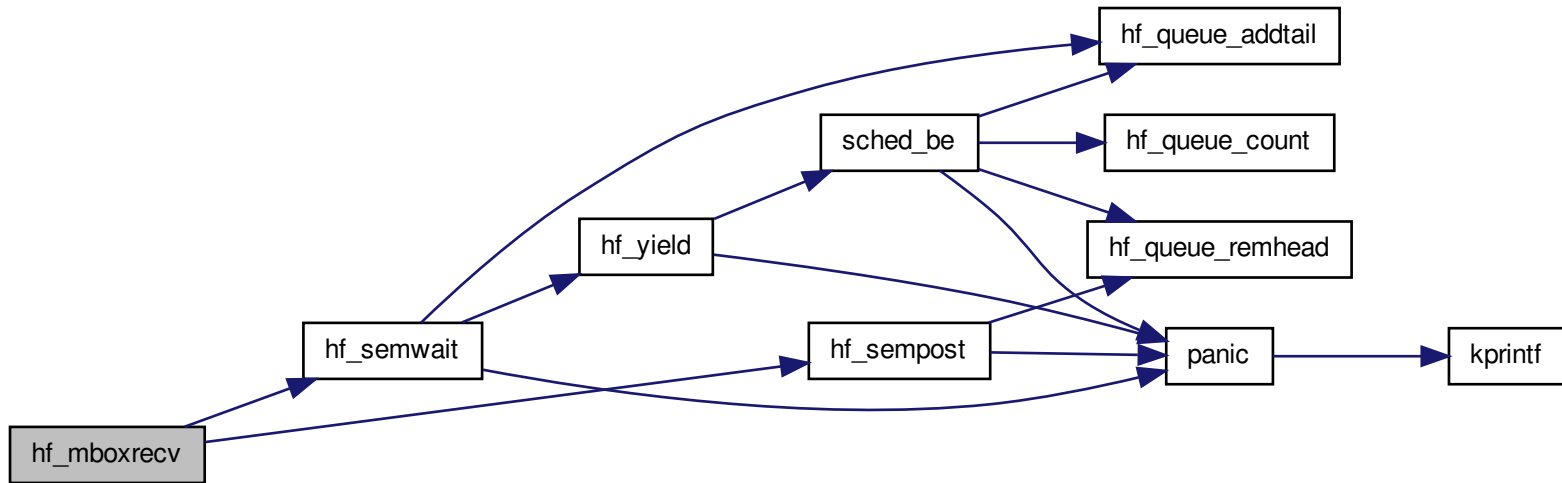 hf_queue_addtail
sched_be
hf_queue_count
hf_yield
hf_queue_remhead
hf_semwait
hf_sempost
panic
kprintf
hf_mboxrecv